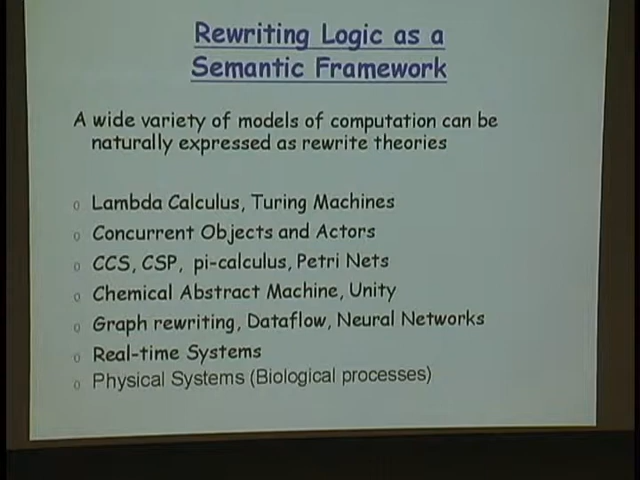 Rewriting Logic as a
Semantic Framework
A wide variety of models of computation can be
naturally expressed as rewrite theories
o Lambda Calculus, Turing Machines
o Concurrent Objects and Actors
o CCS, CSP, pi-calculus, Petri Nets
o Chemical Abstract Machine, Unity
o Graph rewriting, Dataflow, Neural Networks
o Real-time Systems
o Physical Systems (Biological processes)